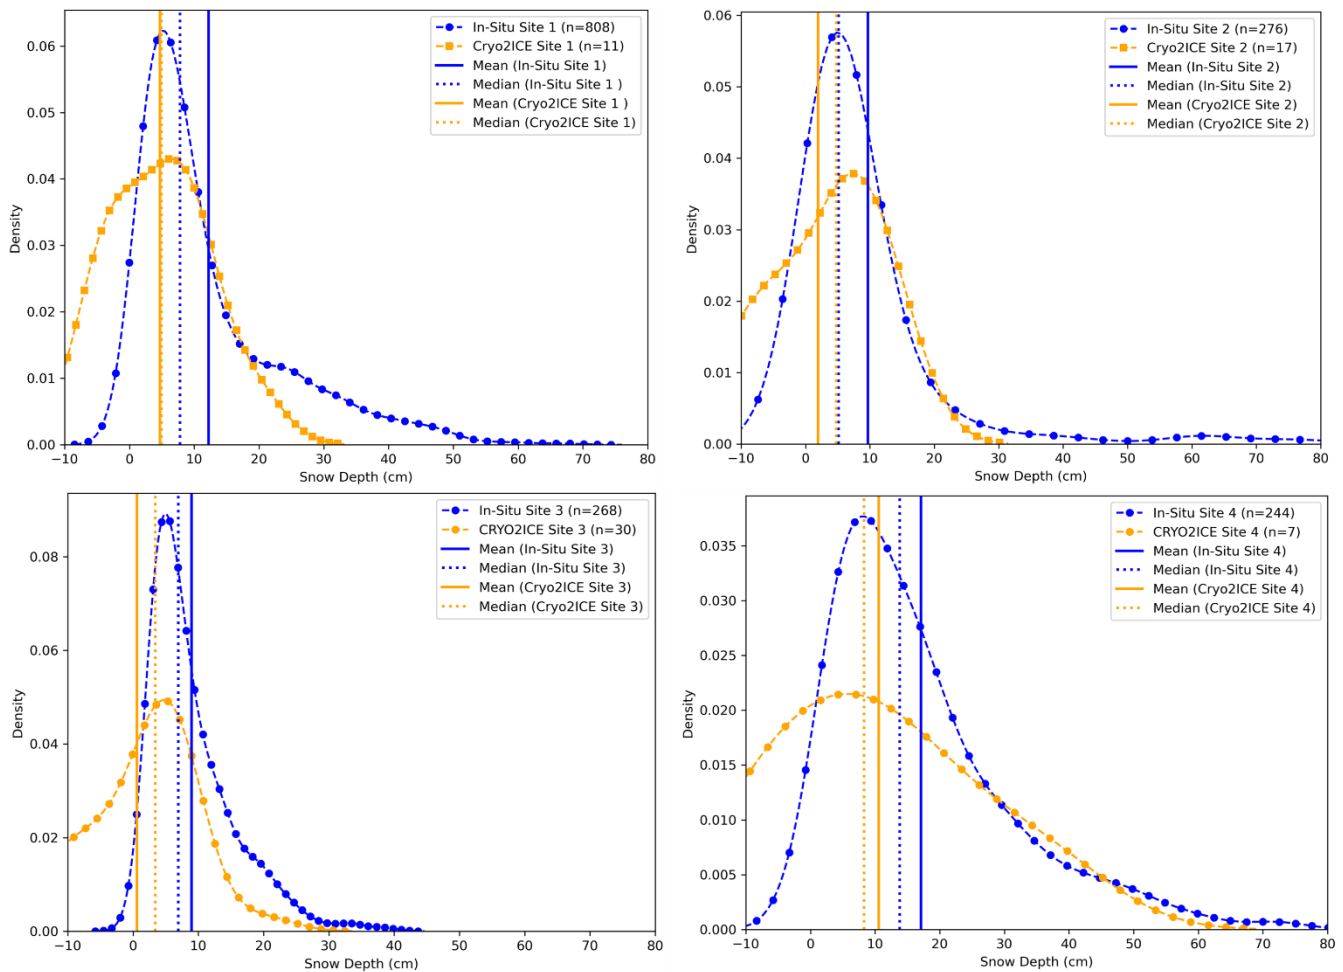 0.06
0.05
0.04
0.03
0.02
0.01
0.00
Density
−10 0 10 20 30 40 50 60 70 80
Snow Depth (cm)
In-Situ Site 1 (n=808)
Cryo2ICE Site 1 (n=11)
Mean (In-Situ Site 1)
Median (In-Situ Site 1 )
Mean (Cryo2ICE Site 1 )
Median (Cryo2ICE Site 1)
0.06
0.05
0.04
0.03
0.02
0.01
0.00
Density
−10 0 10 20 30 40 50 60 70 80
Snow Depth (cm)
In-Situ Site 2 (n=276)
Cryo2ICE Site 2 (n=17)
Mean (In-Situ Site 2)
Median (In-Situ Site 2)
Mean (Cryo2ICE Site 2)
Median (Cryo2ICE Site 2)
0.08
0.06
0.04
0.02
0.00
Density
−10 0 10 20 30 40 50 60 70 80
Snow Depth (cm)
In-Situ Site 3 (n=268)
CRYO2ICE Site 3 (n=30)
Mean (In-Situ Site 3)
Median (In-Situ Site 3)
Mean (Cryo2ICE Site 3)
Median (Cryo2ICE Site 3)
0.035
0.030
0.025
0.020
0.015
0.010
0.005
0.000
Density
−10 0 10 20 30 40 50 60 70 80
Snow Depth (cm)
In-Situ Site 4 (n=244)
CRYO2ICE Site 4 (n=7)
Mean (In-Situ Site 4)
Median (In-Situ Site 4)
Mean (Cryo2ICE Site 4)
Median (Cryo2ICE Site 4)